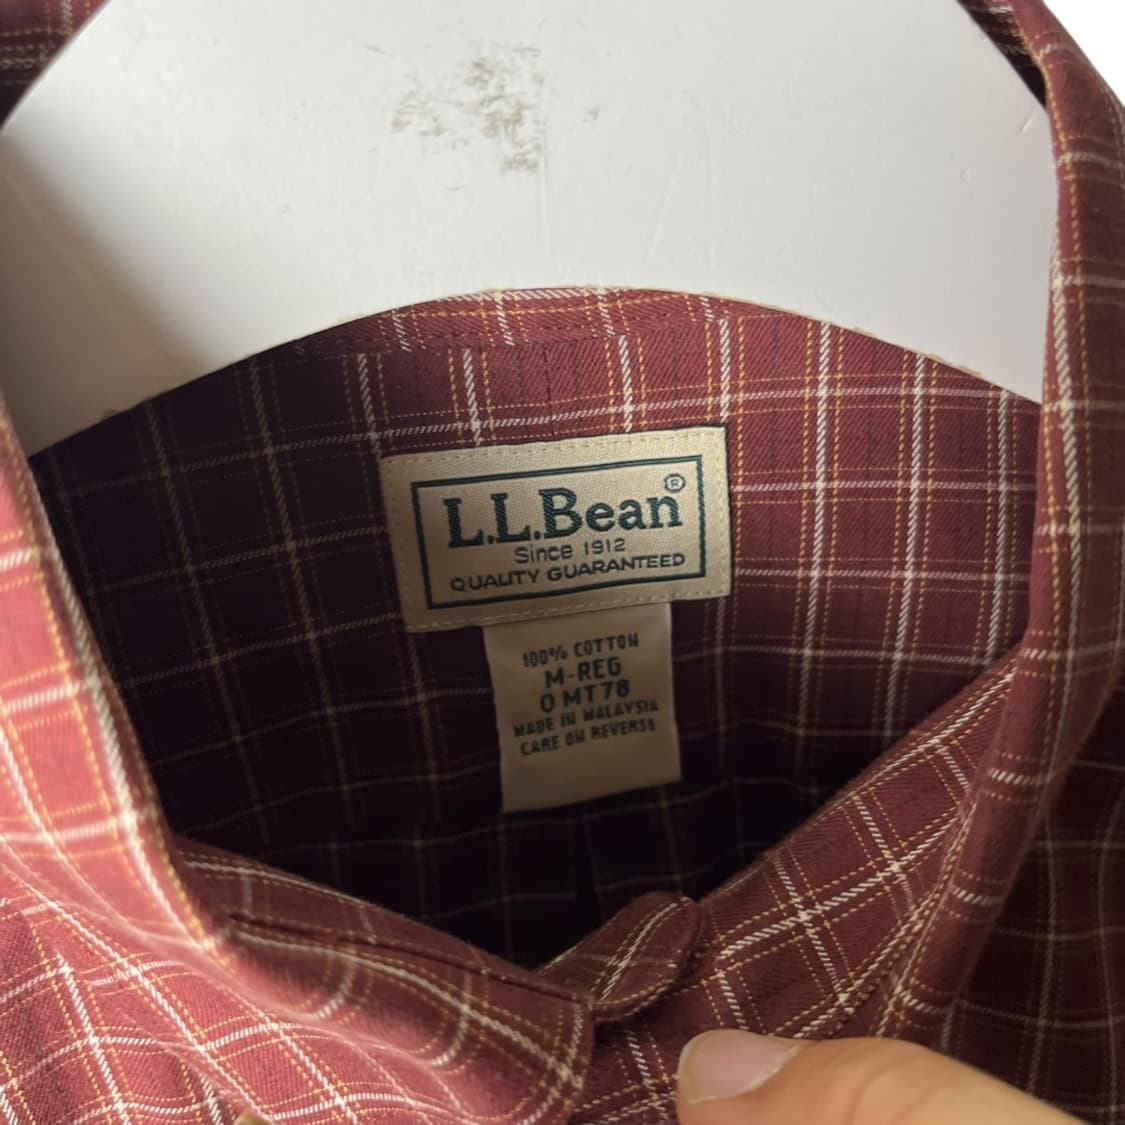 L.L.Bean®
Since 1912
QUALITY GUARANTEED
100% COTTON
M-REG
0 MT78
MADE IN MALAYSIA
CARE ON REVERSE